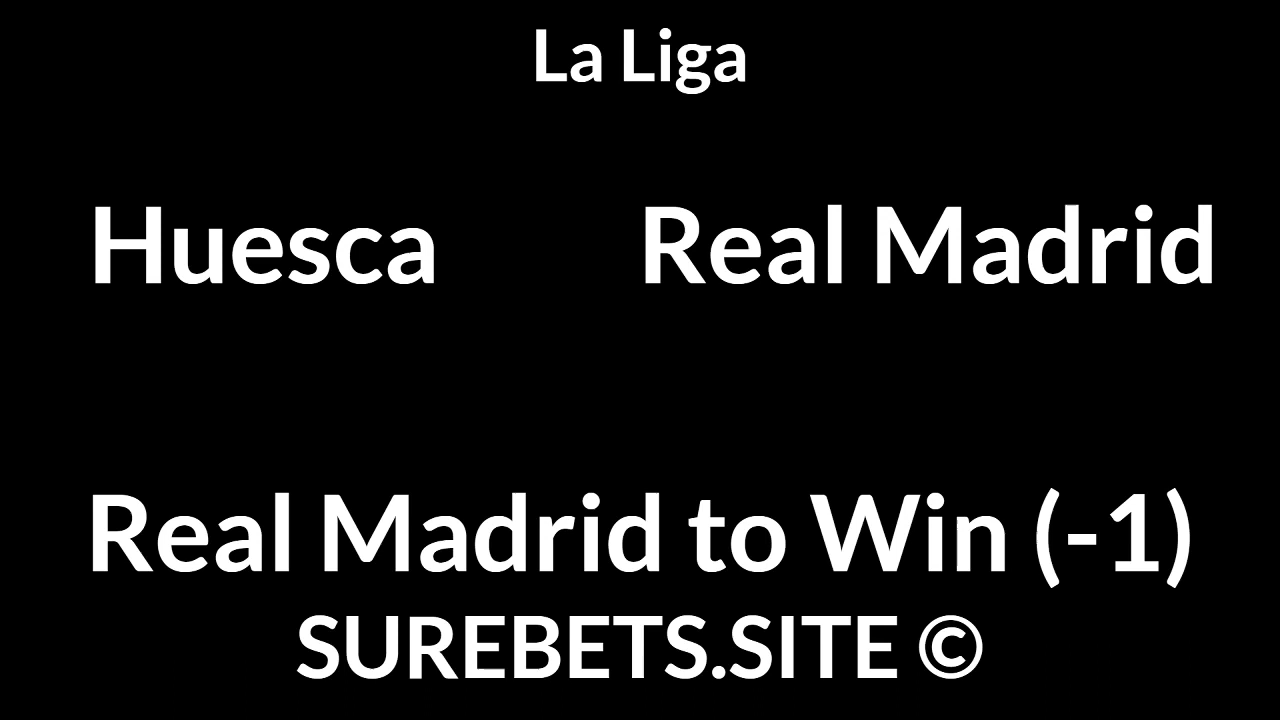 La Liga
Huesca Real Madrid
Real Madrid to Win (-1)
SUREBETS.SITE ©